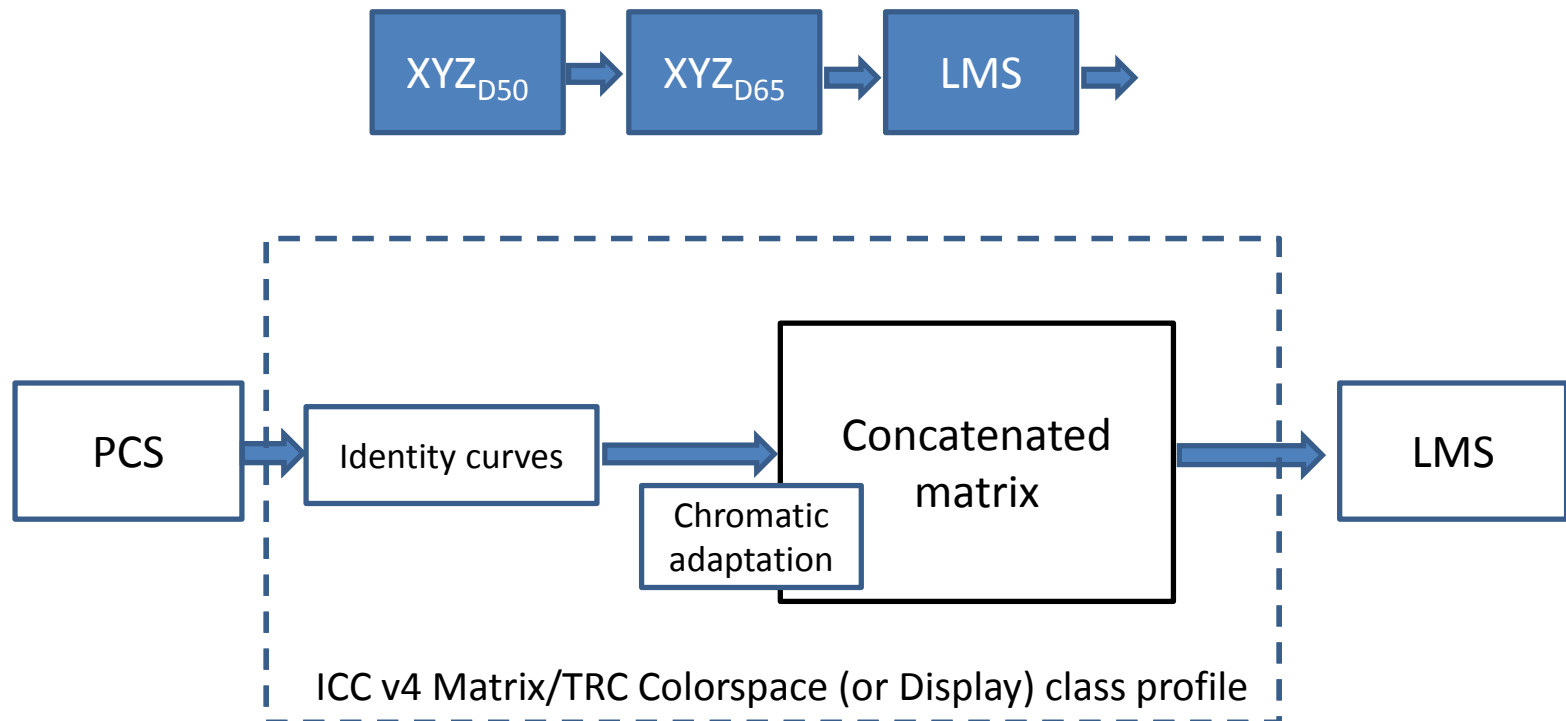 XYZD50
XYZD65
LMS
PCS
Identity curves
Chromatic
adaptation
Concatenated
matrix
LMS
ICC v4 Matrix/TRC Colorspace (or Display) class profile